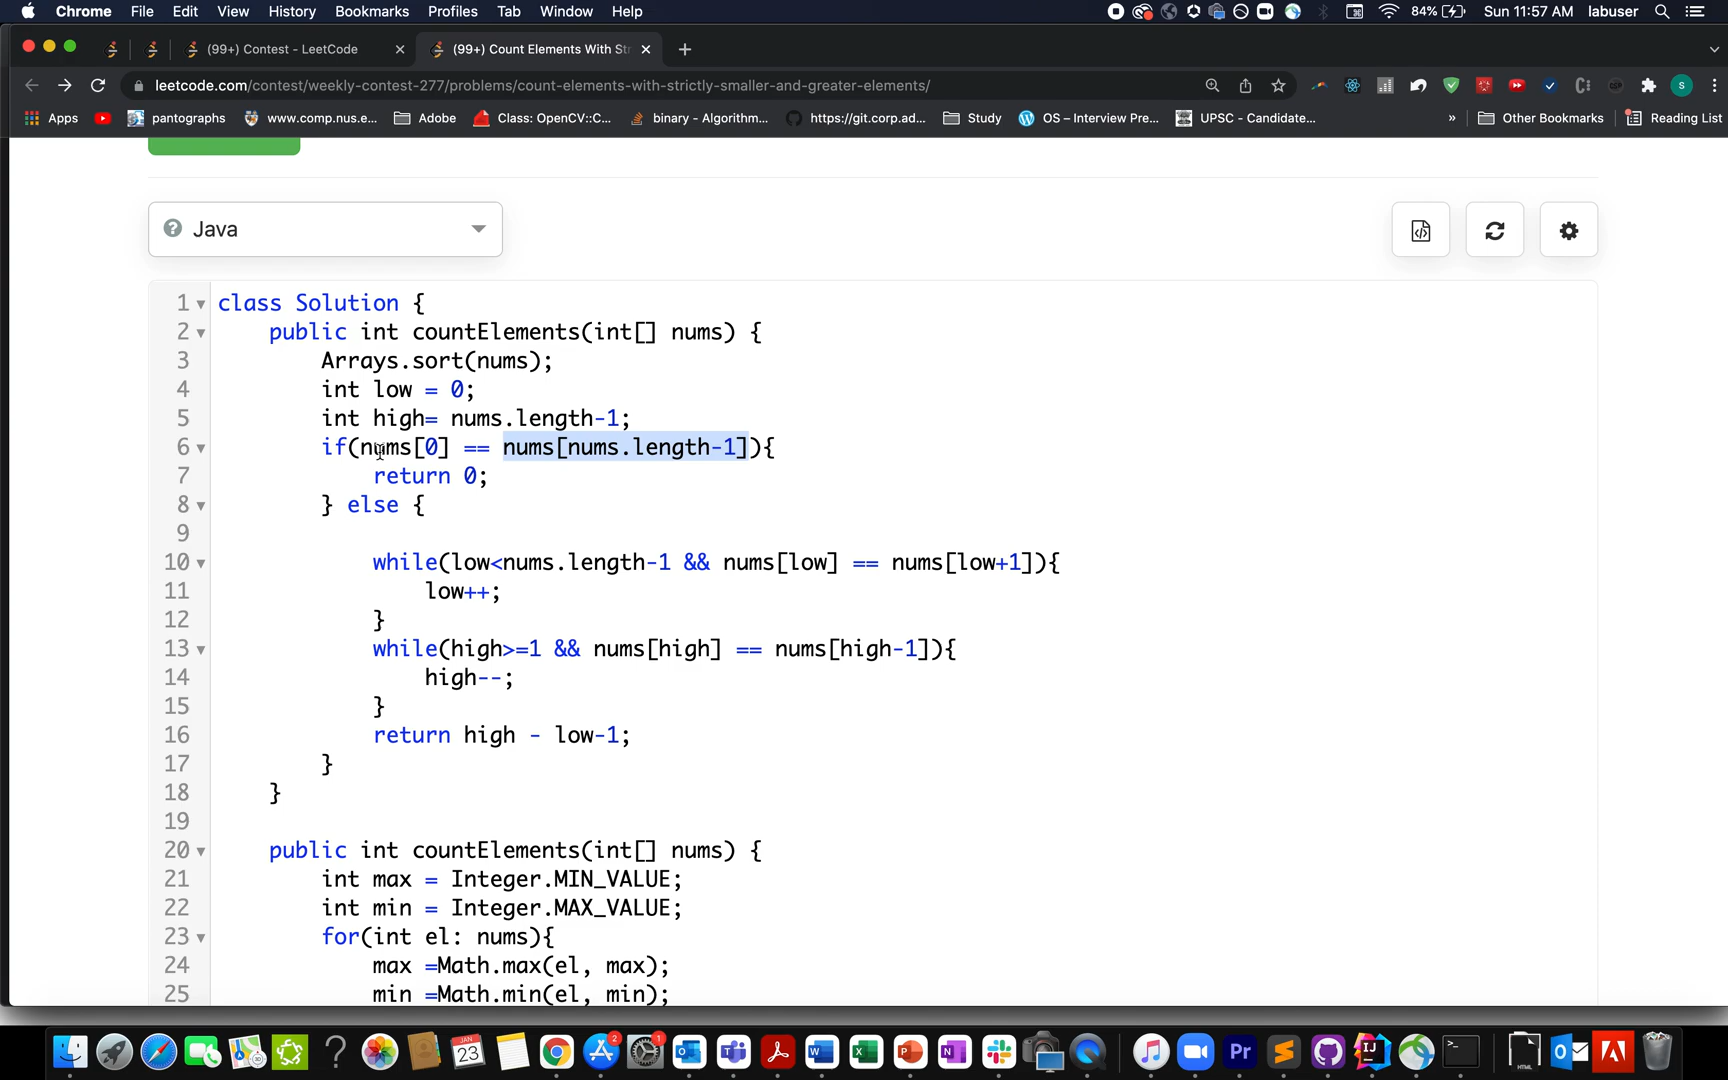 Chrome File Edit View History Bookmarks Profiles Tab Window Help 84% Sun 11:57 AM labuser
(99+) Contest - LeetCode (99+) Count Elements With Str
leetcode.com/contest/weekly-contest-277/problems/count-elements-with-strictly-smaller-and-greater-elements/
Apps pantographs www.comp.nus.e... Adobe Class: OpenCV::C... binary - Algorithm... https://git.corp.ad... Study OS – Interview Pre... UPSC - Candidate... » Other Bookmarks Reading List
Java
1 class Solution {
2 public int countElements(int[] nums) {
3 Arrays.sort(nums);
4 int low = 0;
5 int high= nums.length-1;
6 if(nums[0] == nums[nums.length-1]){
7 return 0;
8 } else {
9
10 while(low<nums.length-1 && nums[low] == nums[low+1]){
11 low++;
12 }
13 while(high>=1 && nums[high] == nums[high-1]){
14 high--;
15 }
16 return high - low-1;
17 }
18 }
19
20 public int countElements(int[] nums) {
21 int max = Integer.MIN_VALUE;
22 int min = Integer.MAX_VALUE;
23 for(int el: nums){
24 max =Math.max(el, max);
25 min =Math.min(el, min);